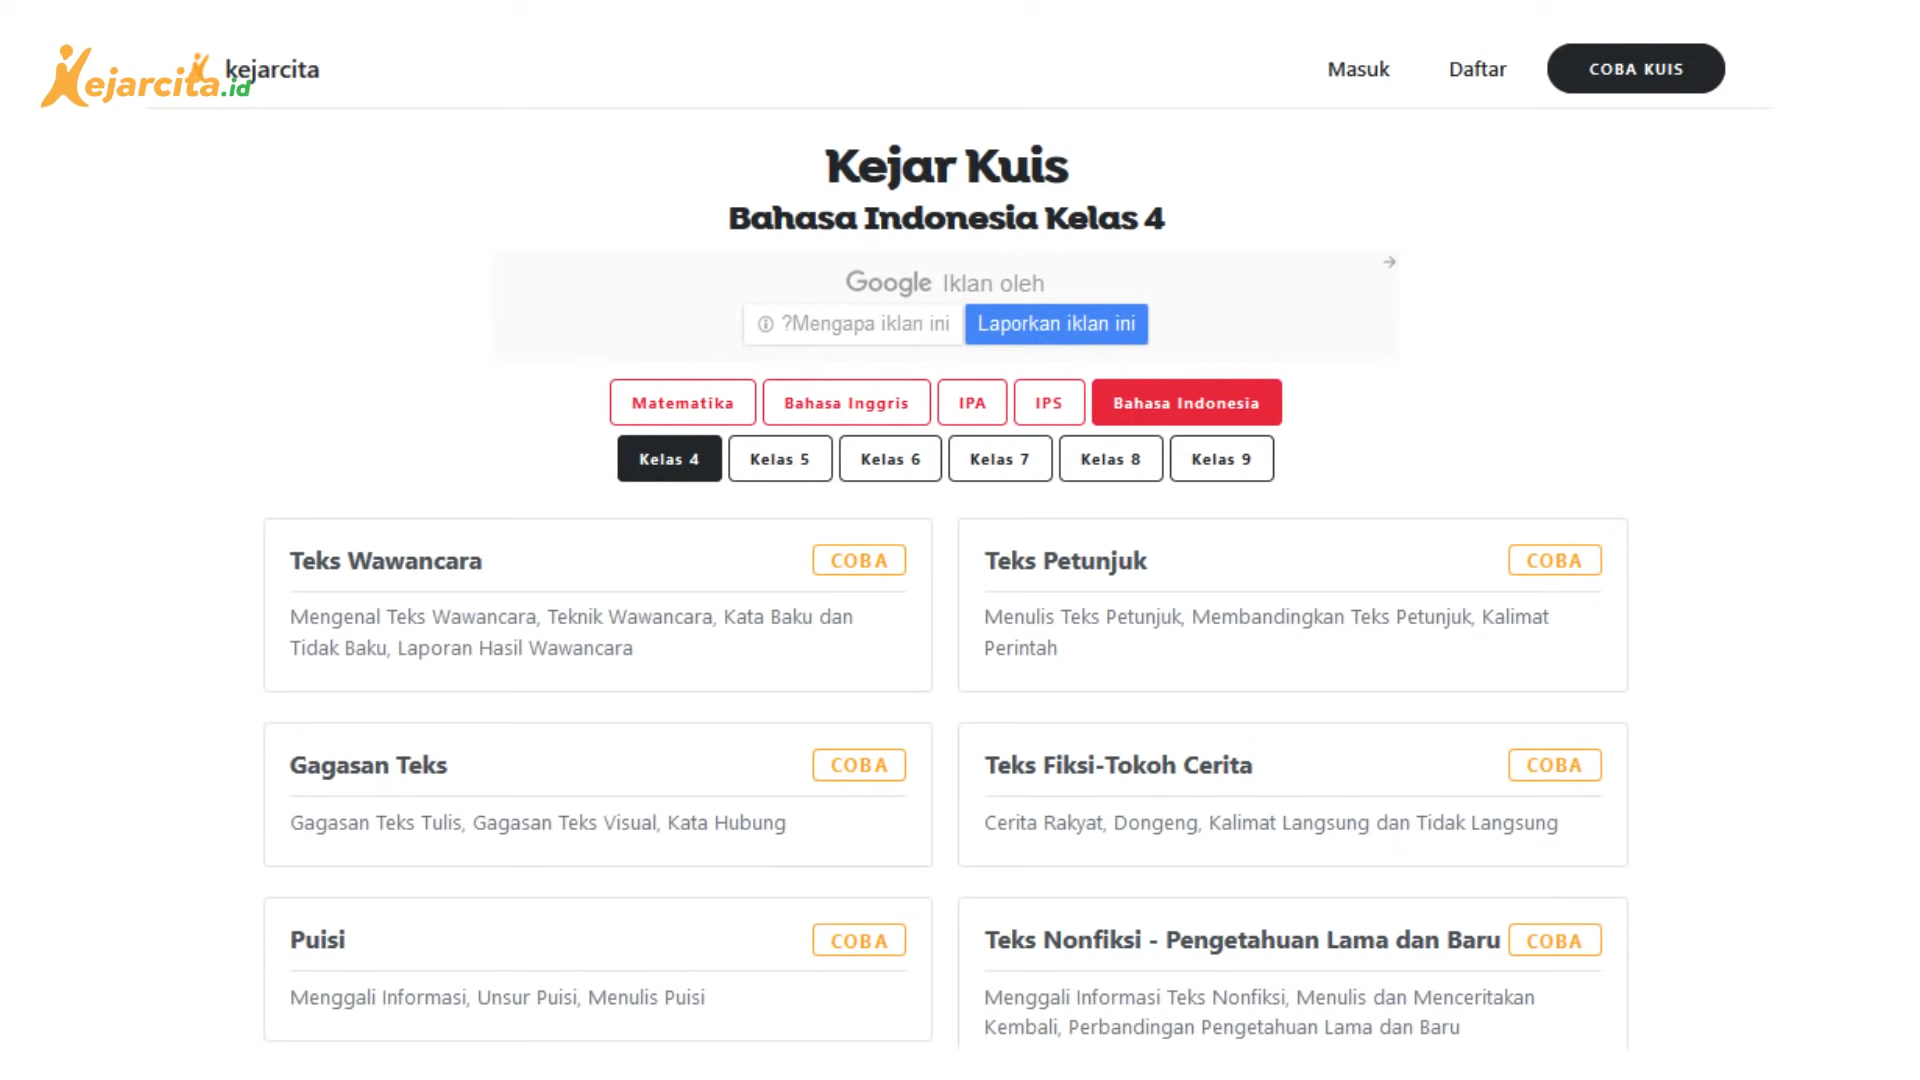 kejarcita.id
kejarcita
Masuk
Daftar
COBA KUIS
Kejar Kuis
Bahasa Indonesia Kelas 4
Google Iklan oleh
?Mengapa iklan ini
Laporkan iklan ini
Matematika
Bahasa Inggris
IPA
IPS
Bahasa Indonesia
Kelas 4
Kelas 5
Kelas 6
Kelas 7
Kelas 8
Kelas 9
Teks Wawancara
COBA
Mengenal Teks Wawancara, Teknik Wawancara, Kata Baku dan
Tidak Baku, Laporan Hasil Wawancara
Teks Petunjuk
COBA
Menulis Teks Petunjuk, Membandingkan Teks Petunjuk, Kalimat
Perintah
Gagasan Teks
COBA
Gagasan Teks Tulis, Gagasan Teks Visual, Kata Hubung
Teks Fiksi-Tokoh Cerita
COBA
Cerita Rakyat, Dongeng, Kalimat Langsung dan Tidak Langsung
Puisi
COBA
Menggali Informasi, Unsur Puisi, Menulis Puisi
Teks Nonfiksi - Pengetahuan Lama dan Baru
COBA
Menggali Informasi Teks Nonfiksi, Menulis dan Menceritakan
Kembali, Perbandingan Pengetahuan Lama dan Baru